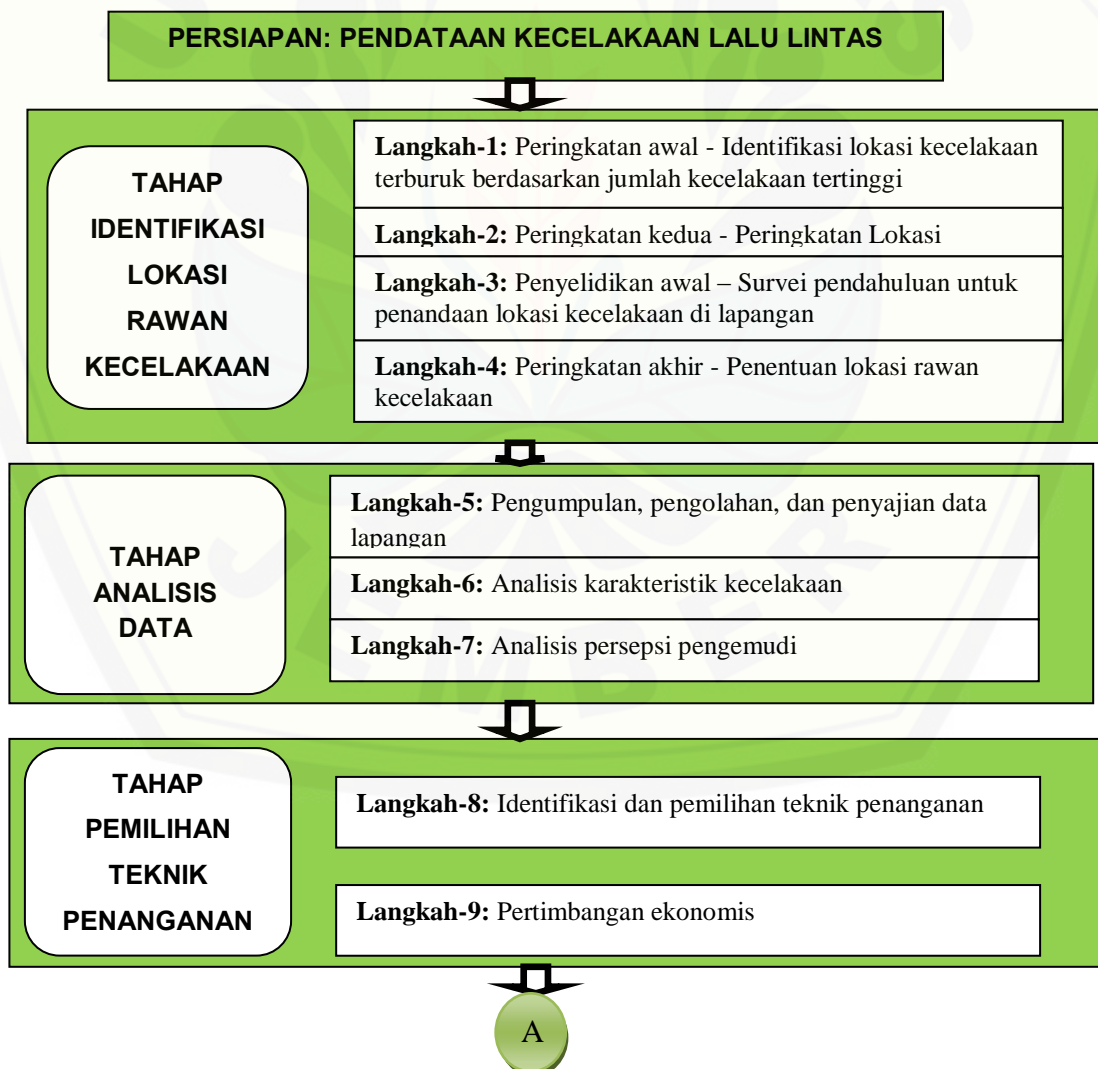 PERSIAPAN: PENDATAAN KECELAKAAN LALU LINTAS
TAHAP
IDENTIFIKASI
LOKASI
RAWAN
KECELAKAAN
Langkah-1: Peringkatan awal - Identifikasi lokasi kecelakaan
terburuk berdasarkan jumlah kecelakaan tertinggi
Langkah-2: Peringkatan kedua - Peringkatan Lokasi
Langkah-3: Penyelidikan awal – Survei pendahuluan untuk
penandaan lokasi kecelakaan di lapangan
Langkah-4: Peringkatan akhir - Penentuan lokasi rawan
kecelakaan
TAHAP
ANALISIS
DATA
Langkah-5: Pengumpulan, pengolahan, dan penyajian data
lapangan
Langkah-6: Analisis karakteristik kecelakaan
Langkah-7: Analisis persepsi pengemudi
JEMBER
TAHAP
PEMILIHAN
TEKNIK
PENANGANAN
Langkah-8: Identifikasi dan pemilihan teknik penanganan
Langkah-9: Pertimbangan ekonomis
A